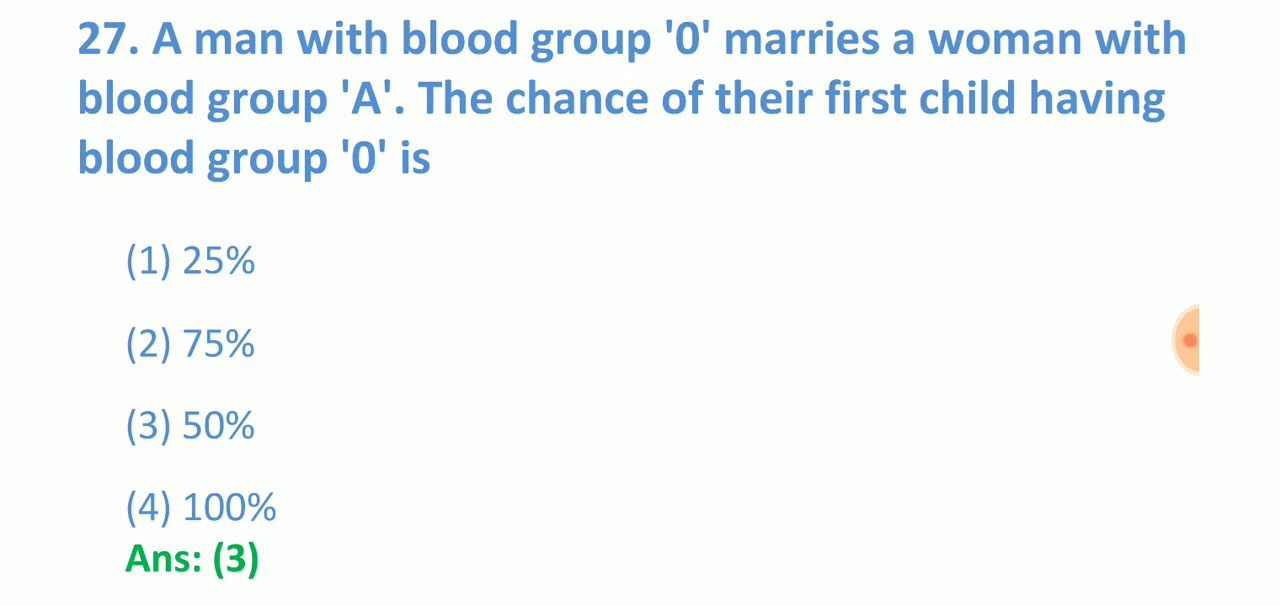 27. A man with blood group '0' marries a woman with
blood group 'A'. The chance of their first child having
blood group '0' is
(1) 25%
(2) 75%
(3) 50%
(4) 100%
Ans: (3)